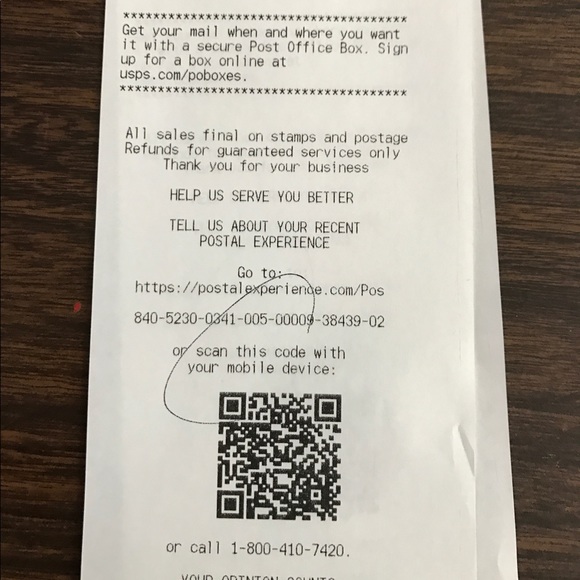 **************************************
Get your mail when and where you want
it with a secure Post Office Box. Sign
up for a box online at
usps.com/poboxes.
**************************************
All sales final on stamps and postage
Refunds for guaranteed services only
Thank you for your business
HELP US SERVE YOU BETTER
TELL US ABOUT YOUR RECENT
POSTAL EXPERIENCE
Go to:
https://postalexperience.com/Pos
840-5230-0341-005-00009-38439-02
or scan this code with
your mobile device:
or call 1-800-410-7420.
YOUR OPINION COUNTS